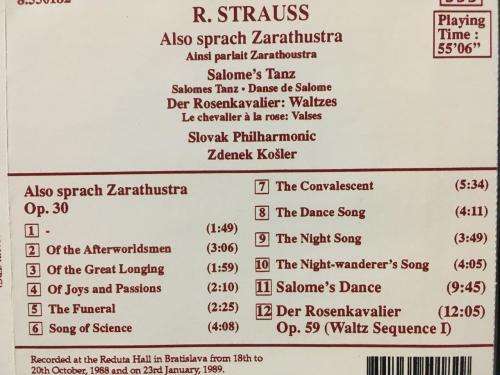 8.550182
R. STRAUSS
Also sprach Zarathustra
Ainsi parlait Zarathoustra
Salome's Tanz
Salomes Tanz • Danse de Salome
Der Rosenkavalier: Waltzes
Le chevalier à la rose: Valses
Slovak Philharmonic
Zdenek Košler
DDD
Playing
Time :
55'06"
Also sprach Zarathustra
Op. 30
1 - (1:49)
2 Of the Afterworldsmen (3:06)
3 Of the Great Longing (1:59)
4 Of Joys and Passions (2:10)
5 The Funeral (2:25)
6 Song of Science (4:08)
7 The Convalescent (5:34)
8 The Dance Song (4:11)
9 The Night Song (3:49)
10 The Night-wanderer's Song (4:05)
11 Salome's Dance (9:45)
12 Der Rosenkavalier (12:05)
Op. 59 (Waltz Sequence I)
Recorded at the Reduta Hall in Bratislava from 18th to
20th October, 1988 and on 23rd January, 1989.